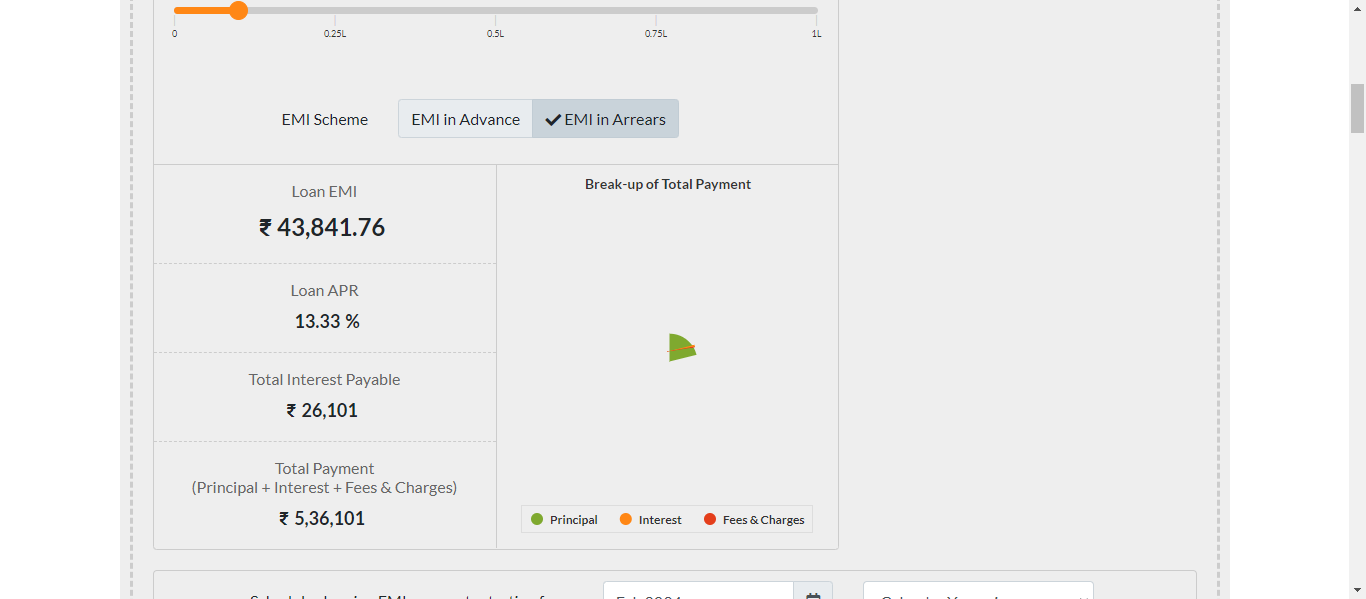 0 0.25L 0.5L 0.75L 1L
EMI Scheme EMI in Advance EMI in Arrears
Loan EMI
₹ 43,841.76
Loan APR
13.33 %
Total Interest Payable
₹ 26,101
Total Payment
(Principal + Interest + Fees & Charges)
₹ 5,36,101
Break-up of Total Payment
Principal Interest Fees & Charges